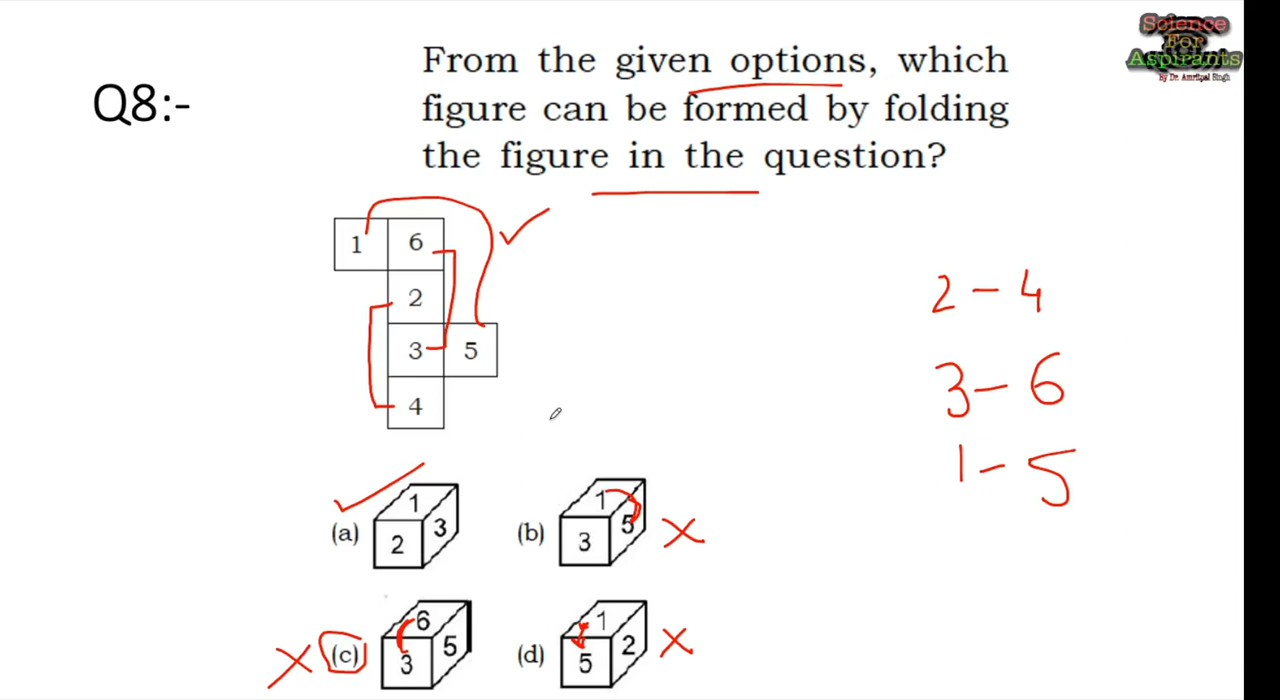 Science
For
Aspirants
By Dr. Amritpal Singh
Q8:-
From the given options, which
figure can be formed by folding
the figure in the question?
1 6
2
3 5
4
2 - 4
3 - 6
1 - 5
(a) 1 2 3
(b) 1 3 5
(c) 6 3 5
(d) 1 5 2